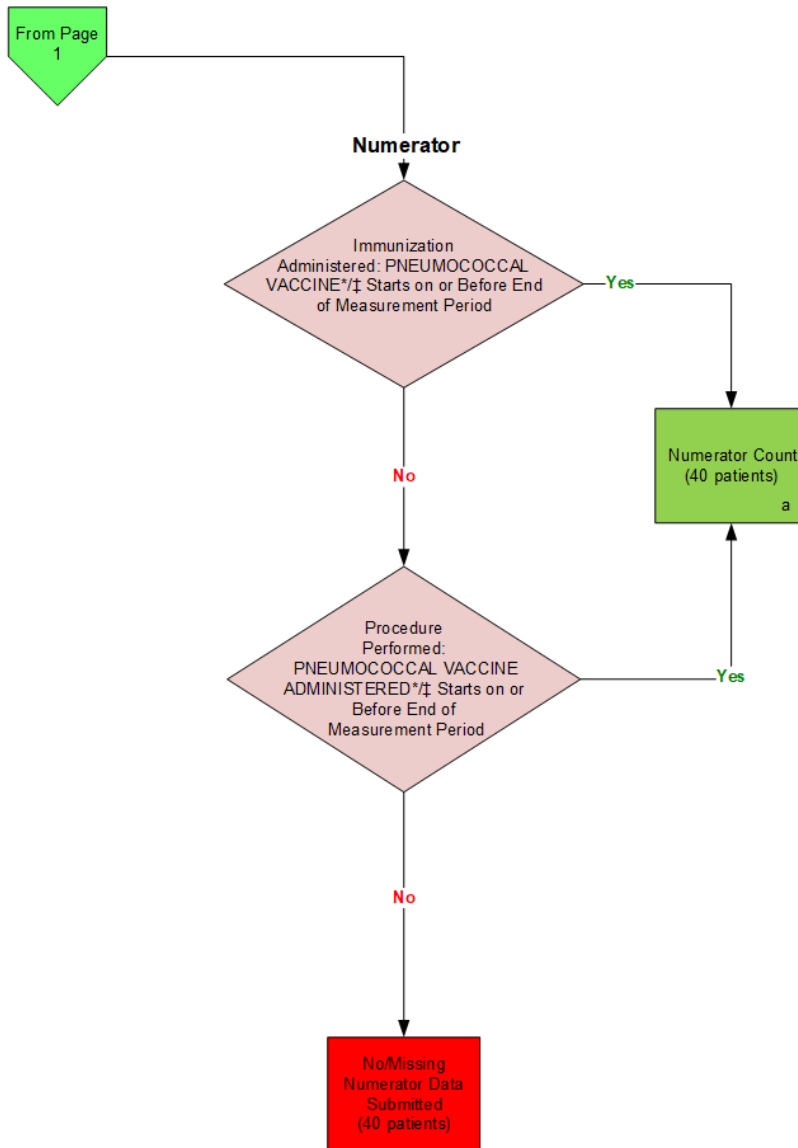 From Page
1
Numerator
Immunization
Administered: PNEUMOCOCCAL
VACCINE*/‡ Starts on or Before End
of Measurement Period
Yes
Numerator Count
(40 patients)
a
No
Procedure
Performed:
PNEUMOCOCCAL VACCINE
ADMINISTERED*/‡ Starts on or
Before End of
Measurement Period
Yes
No
No/Missing
Numerator Data
Submitted
(40 patients)